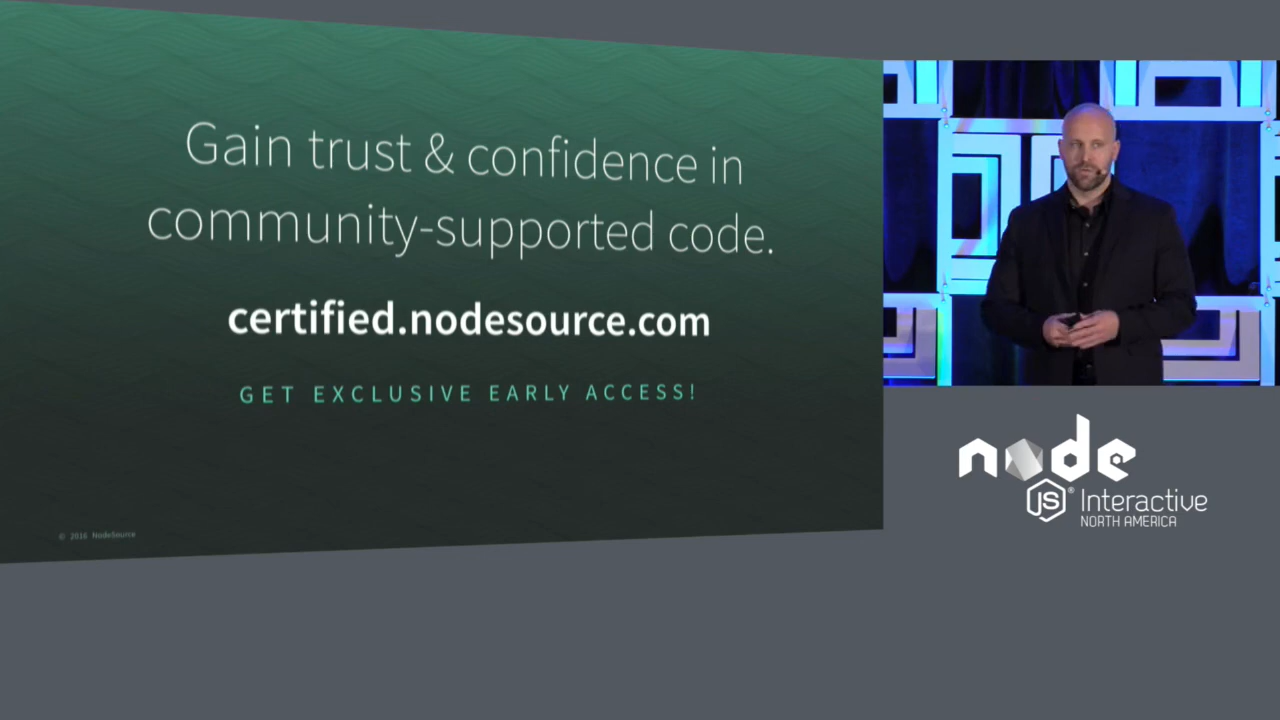 Gain trust & confidence in
community-supported code.
certified.nodesource.com
GET EXCLUSIVE EARLY ACCESS!
© 2016 NodeSource
node
JS® Interactive
NORTH AMERICA